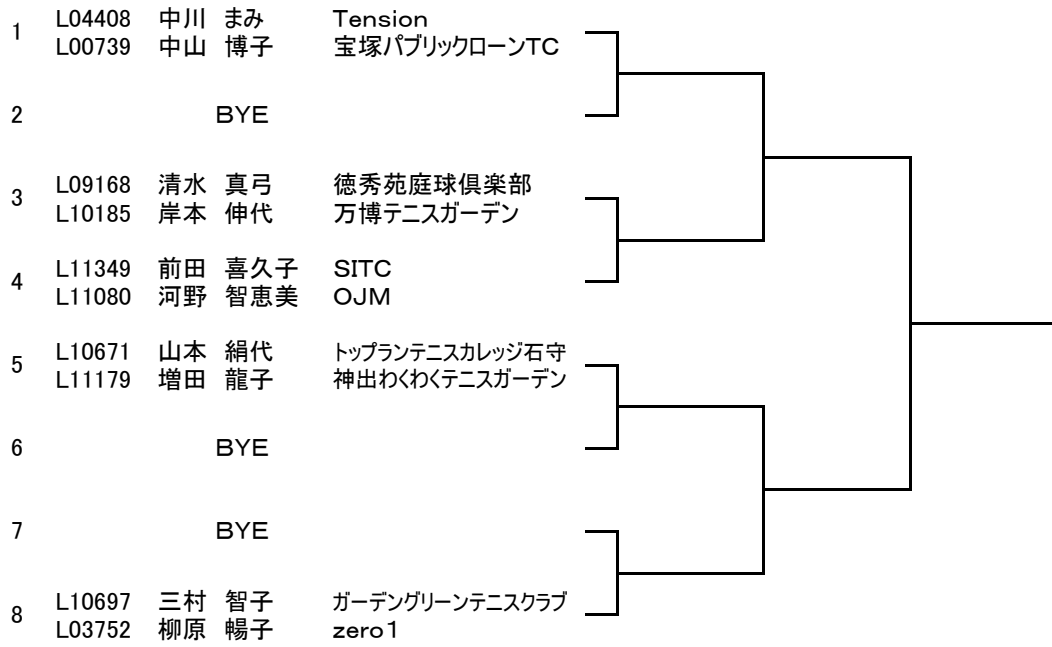 1 L04408 中川 まみ Tension
L00739 中山 博子 宝塚パブリックローンTC
2 BYE
3 L09168 清水 真弓 徳秀苑庭球倶楽部
L10185 岸本 伸代 万博テニスガーデン
4 L11349 前田 喜久子 SITC
L11080 河野 智恵美 OJM
5 L10671 山本 絹代 トップランテニスカレッジ石守
L11179 増田 龍子 神出わくわくテニスガーデン
6 BYE
7 BYE
8 L10697 三村 智子 ガーデングリーンテニスクラブ
L03752 柳原 暢子 zero1